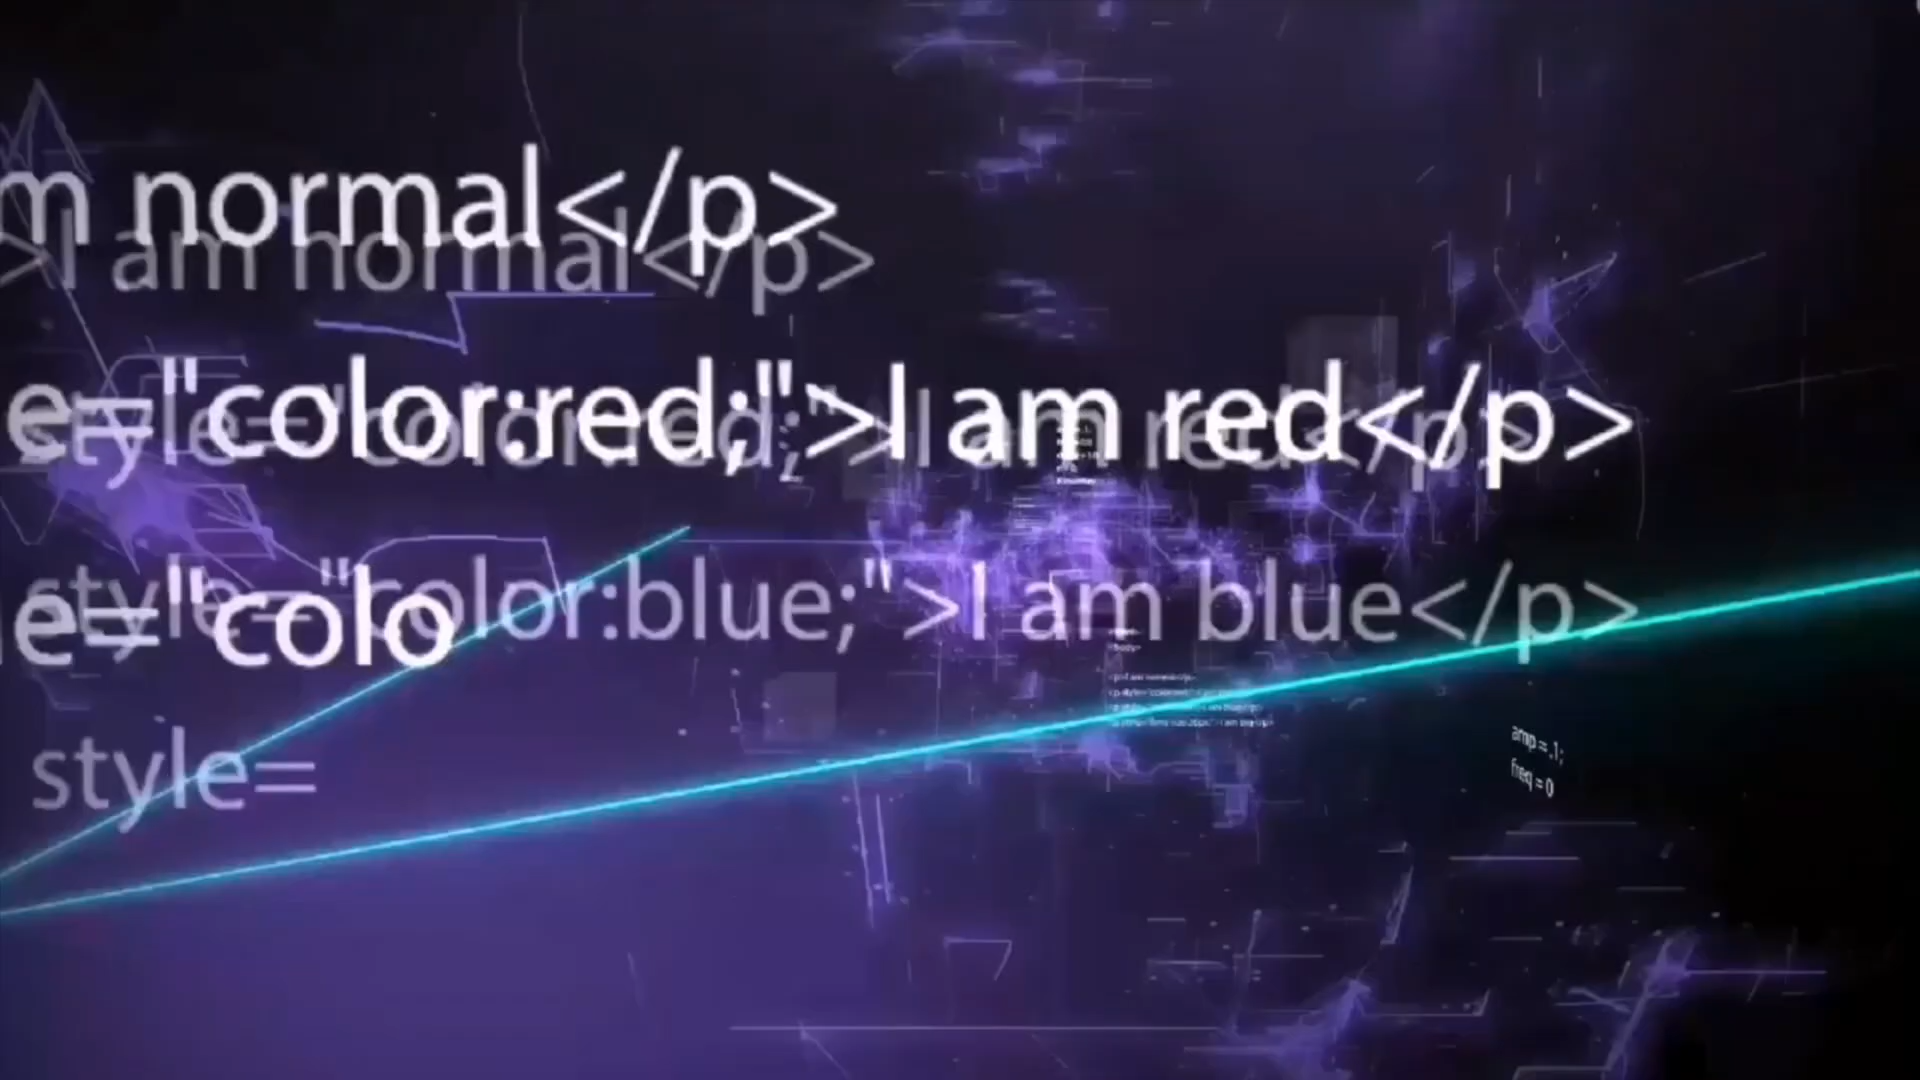 m normal</p>
>I am normal</p>
e="color:red;">I am red</p>
style="color:red;">I am red</p>
style="color:blue;">I am blue</p>
e="colo
style=
<body>
amp = .1;
freq = 0